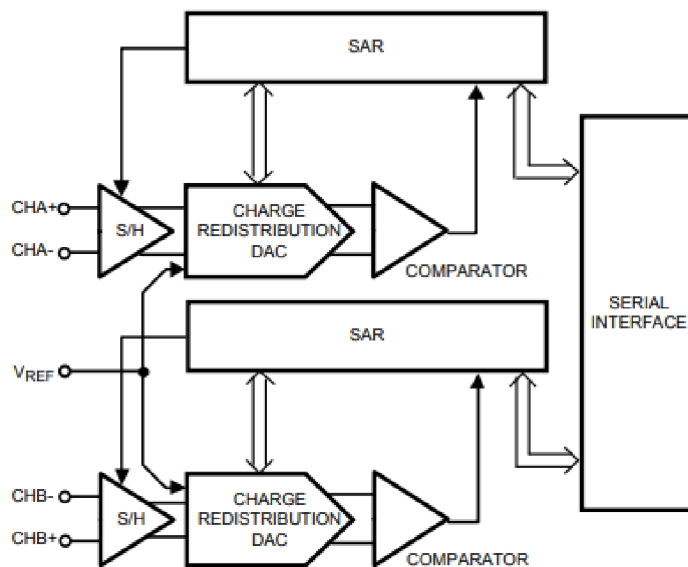 SAR
CHA+
CHA-
S/H
CHARGE
REDISTRIBUTION
DAC
COMPARATOR
SERIAL
INTERFACE
SAR
VREF
CHB-
CHB+
S/H
CHARGE
REDISTRIBUTION
DAC
COMPARATOR